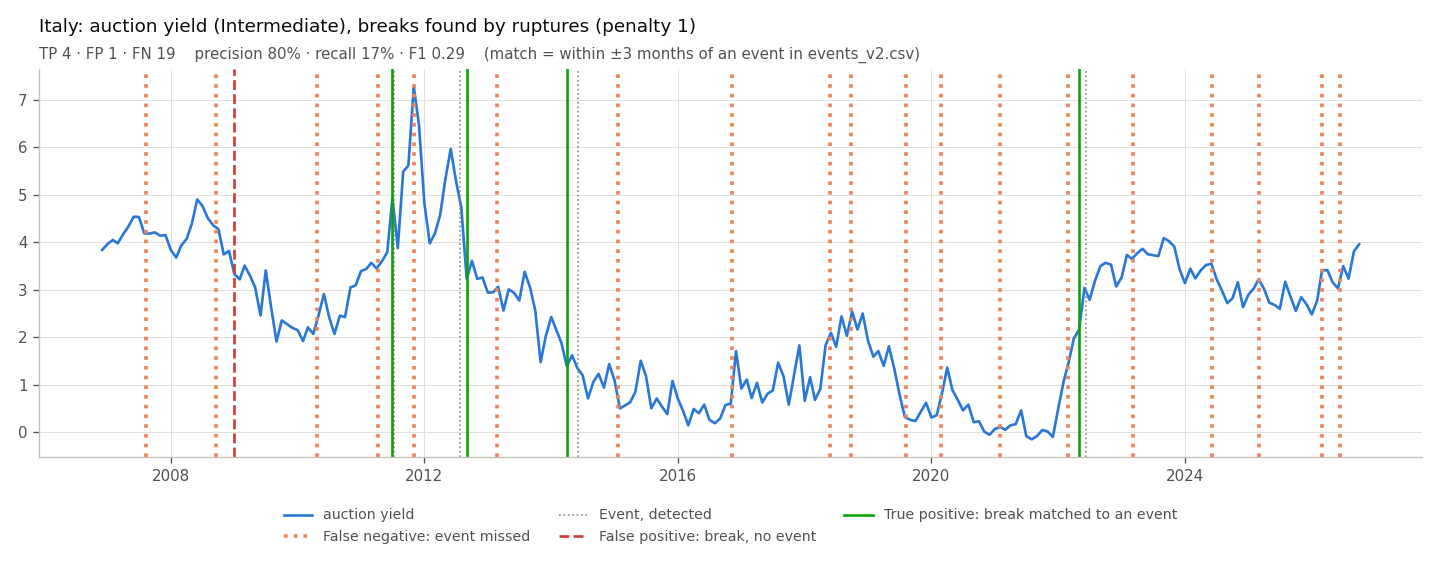 Italy: auction yield (Intermediate), breaks found by ruptures (penalty 1)
TP 4 · FP 1 · FN 19    precision 80% · recall 17% · F1 0.29    (match = within ±3 months of an event in events_v2.csv)
7
6
5
4
3
2
1
0
2008 2012 2016 2020 2024
auction yield Event, detected True positive: break matched to an event
False negative: event missed False positive: break, no event